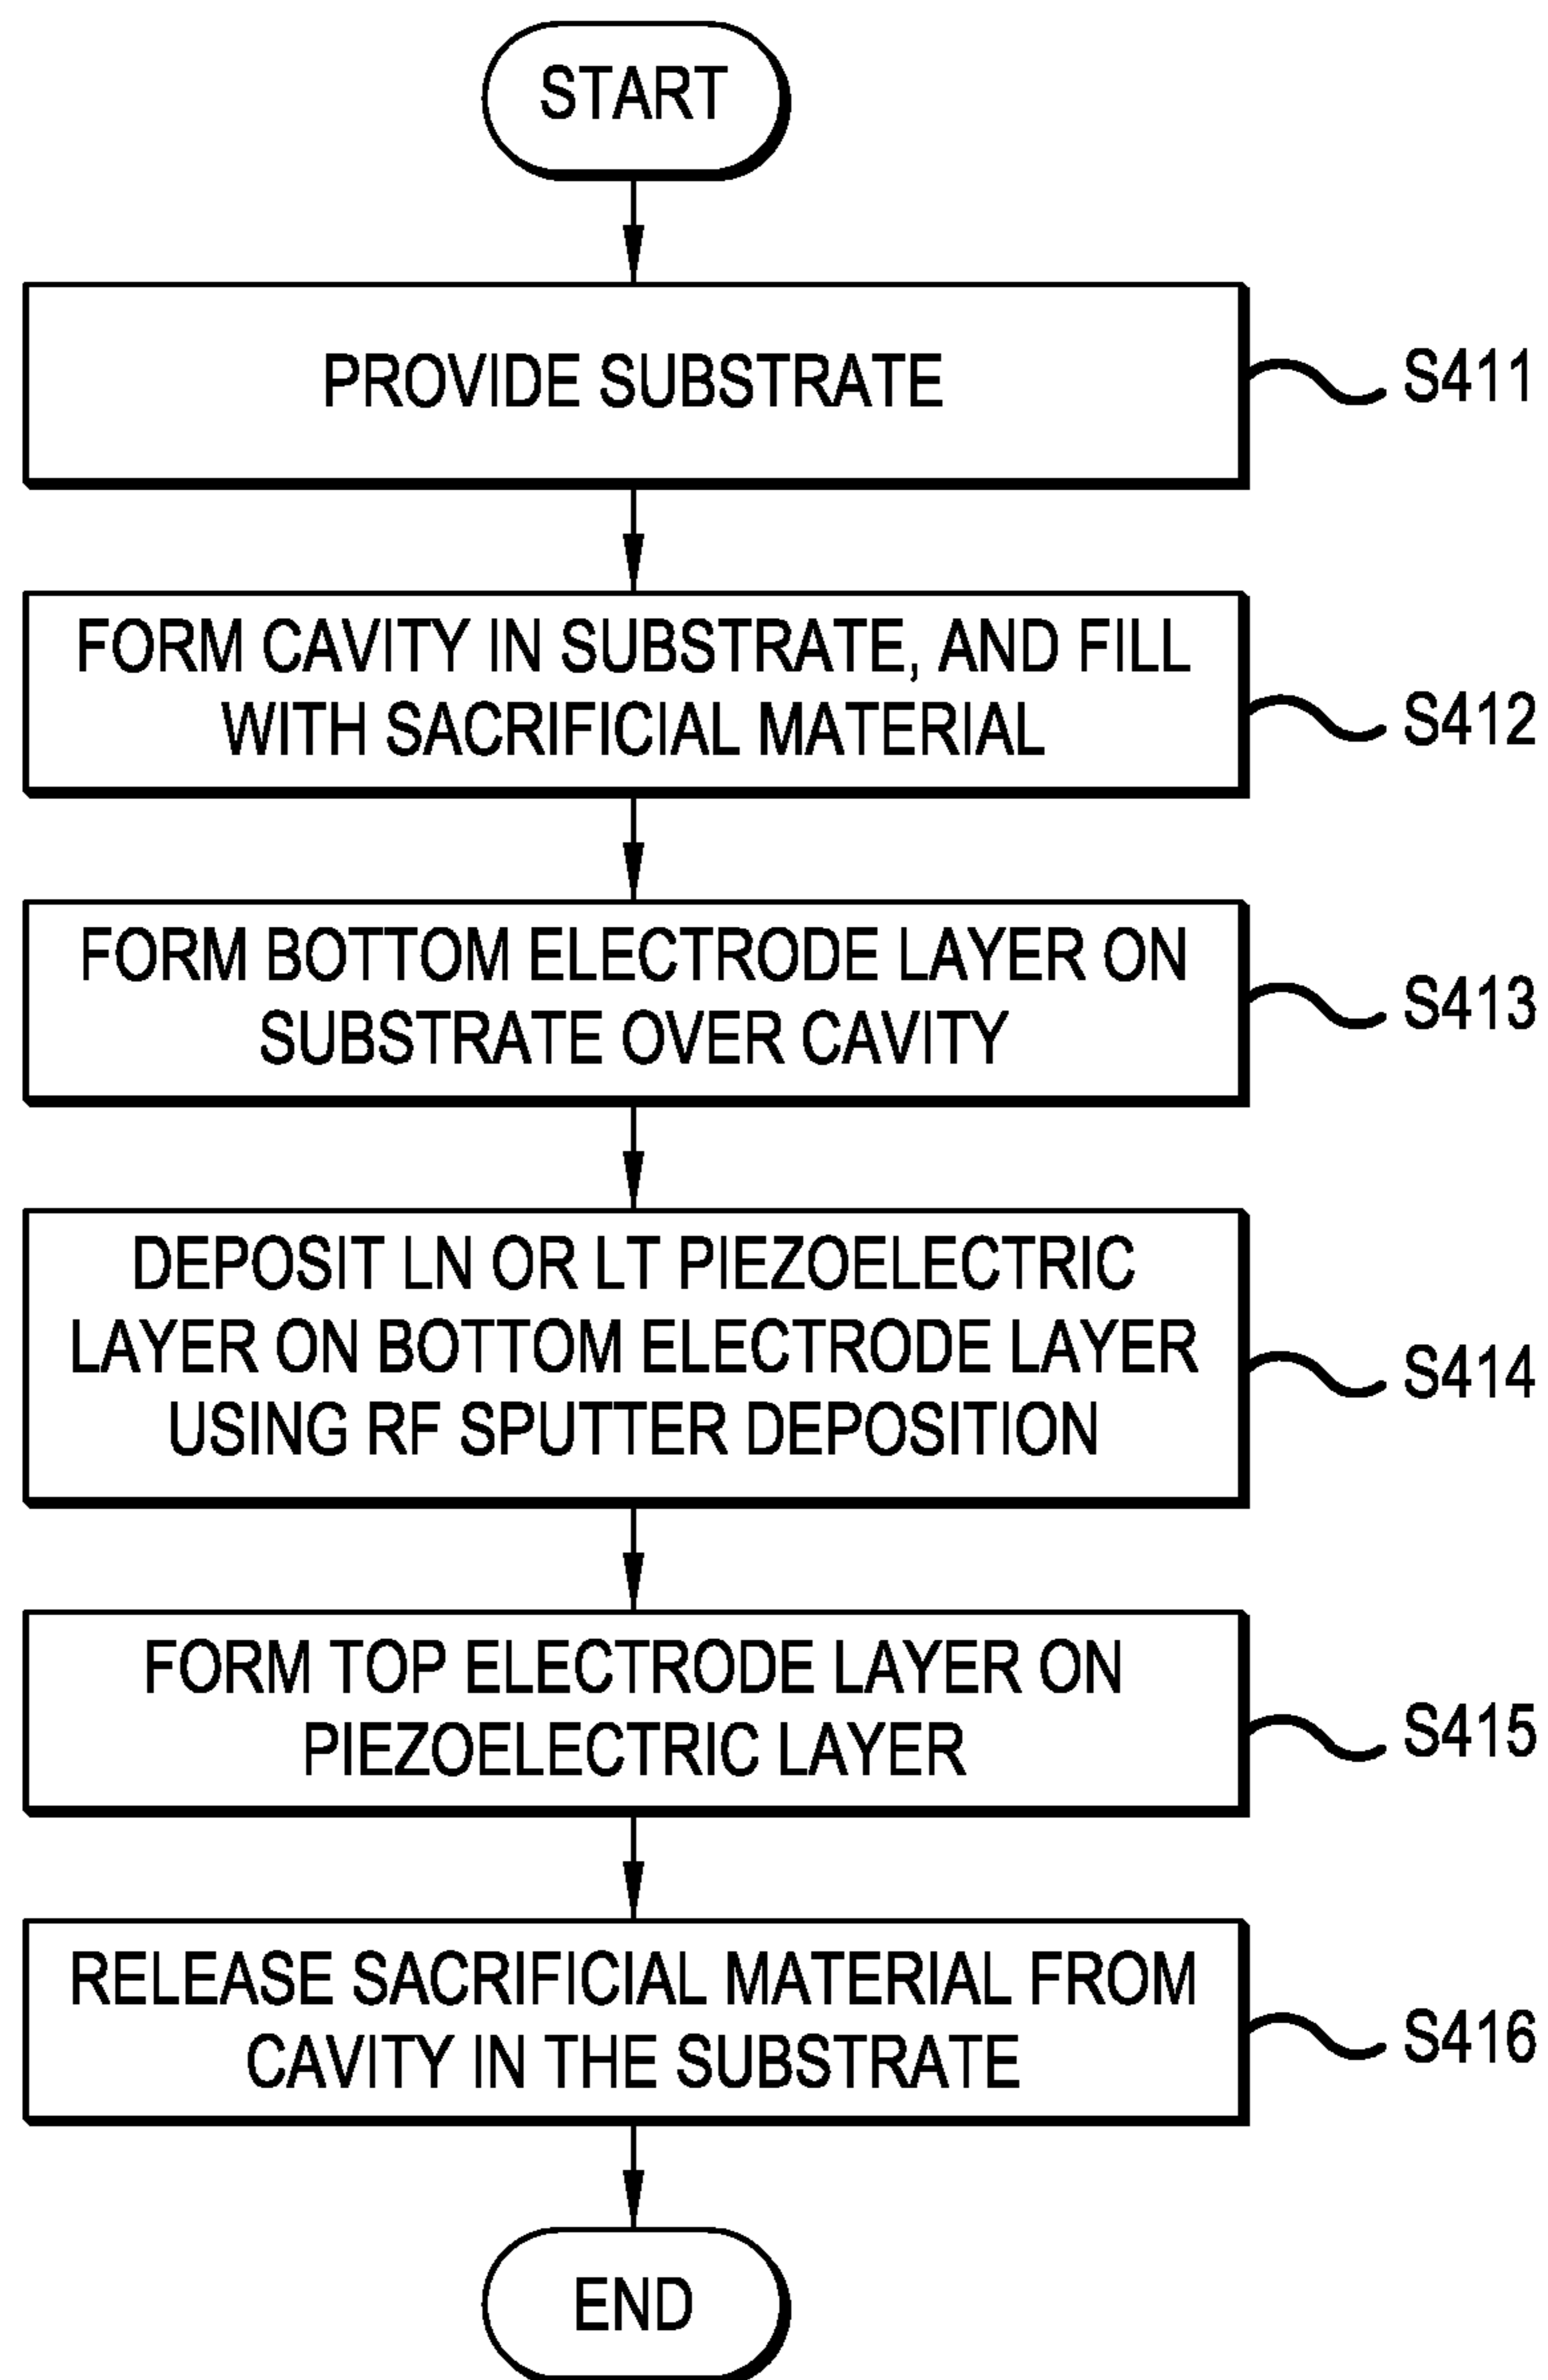 START
PROVIDE SUBSTRATE
S411
FORM CAVITY IN SUBSTRATE, AND FILL
WITH SACRIFICIAL MATERIAL
S412
FORM BOTTOM ELECTRODE LAYER ON
SUBSTRATE OVER CAVITY
S413
DEPOSIT LN OR LT PIEZOELECTRIC
LAYER ON BOTTOM ELECTRODE LAYER
USING RF SPUTTER DEPOSITION
S414
FORM TOP ELECTRODE LAYER ON
PIEZOELECTRIC LAYER
S415
RELEASE SACRIFICIAL MATERIAL FROM
CAVITY IN THE SUBSTRATE
S416
END